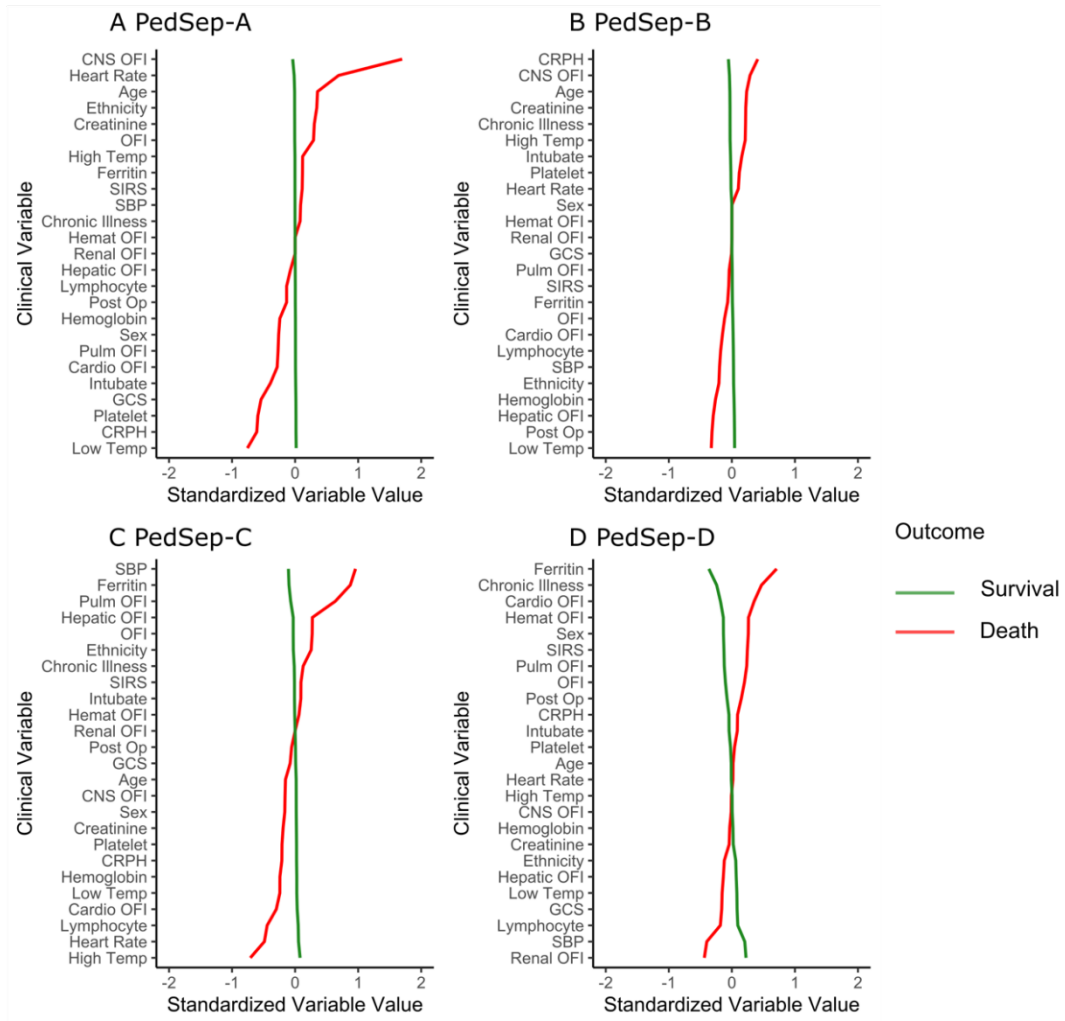 A PedSep-A
CNS OFI
Heart Rate
Age
Ethnicity
Creatinine
OFI
High Temp
Ferritin
SIRS
SBP
Chronic Illness
Hemat OFI
Renal OFI
Hepatic OFI
Lymphocyte
Post Op
Hemoglobin
Sex
Pulm OFI
Cardio OFI
Intubate
GCS
Platelet
CRPH
Low Temp
Clinical Variable
-2 -1 0 1 2
Standardized Variable Value
B PedSep-B
CRPH
CNS OFI
Age
Creatinine
Chronic Illness
High Temp
Intubate
Platelet
Heart Rate
Sex
Hemat OFI
Renal OFI
GCS
Pulm OFI
SIRS
Ferritin
OFI
Cardio OFI
Lymphocyte
SBP
Ethnicity
Hemoglobin
Hepatic OFI
Post Op
Low Temp
Clinical Variable
-2 -1 0 1 2
Standardized Variable Value
C PedSep-C
SBP
Ferritin
Pulm OFI
Hepatic OFI
OFI
Ethnicity
Chronic Illness
SIRS
Intubate
Hemat OFI
Renal OFI
Post Op
GCS
Age
CNS OFI
Sex
Creatinine
Platelet
CRPH
Hemoglobin
Low Temp
Cardio OFI
Lymphocyte
Heart Rate
High Temp
Clinical Variable
-2 -1 0 1 2
Standardized Variable Value
D PedSep-D
Ferritin
Chronic Illness
Cardio OFI
Hemat OFI
Sex
SIRS
Pulm OFI
OFI
Post Op
CRPH
Intubate
Platelet
Age
Heart Rate
High Temp
CNS OFI
Hemoglobin
Creatinine
Ethnicity
Hepatic OFI
Low Temp
GCS
Lymphocyte
SBP
Renal OFI
Clinical Variable
-2 -1 0 1 2
Standardized Variable Value
Outcome
Survival
Death